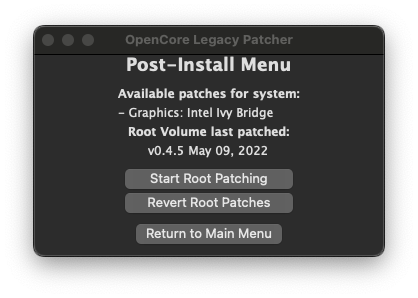 OpenCore Legacy Patcher
Post-Install Menu
Available patches for system:
- Graphics: Intel Ivy Bridge
Root Volume last patched:
v0.4.5 May 09, 2022
Start Root Patching
Revert Root Patches
Return to Main Menu